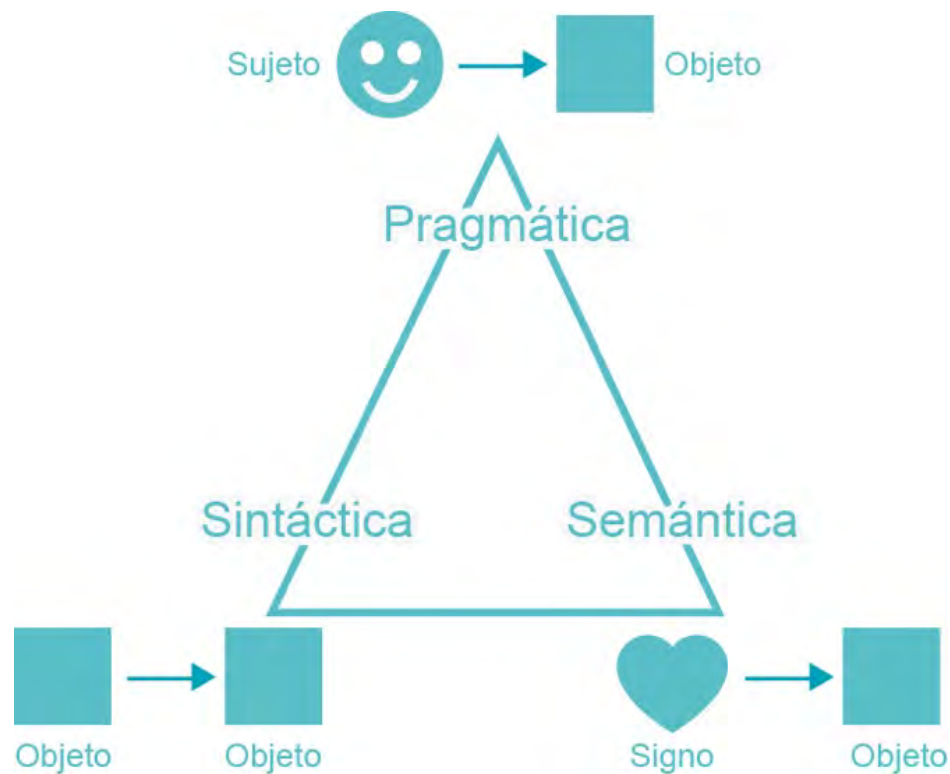 Sujeto
Objeto
Pragmática
Sintáctica
Semántica
Objeto
Objeto
Signo
Objeto